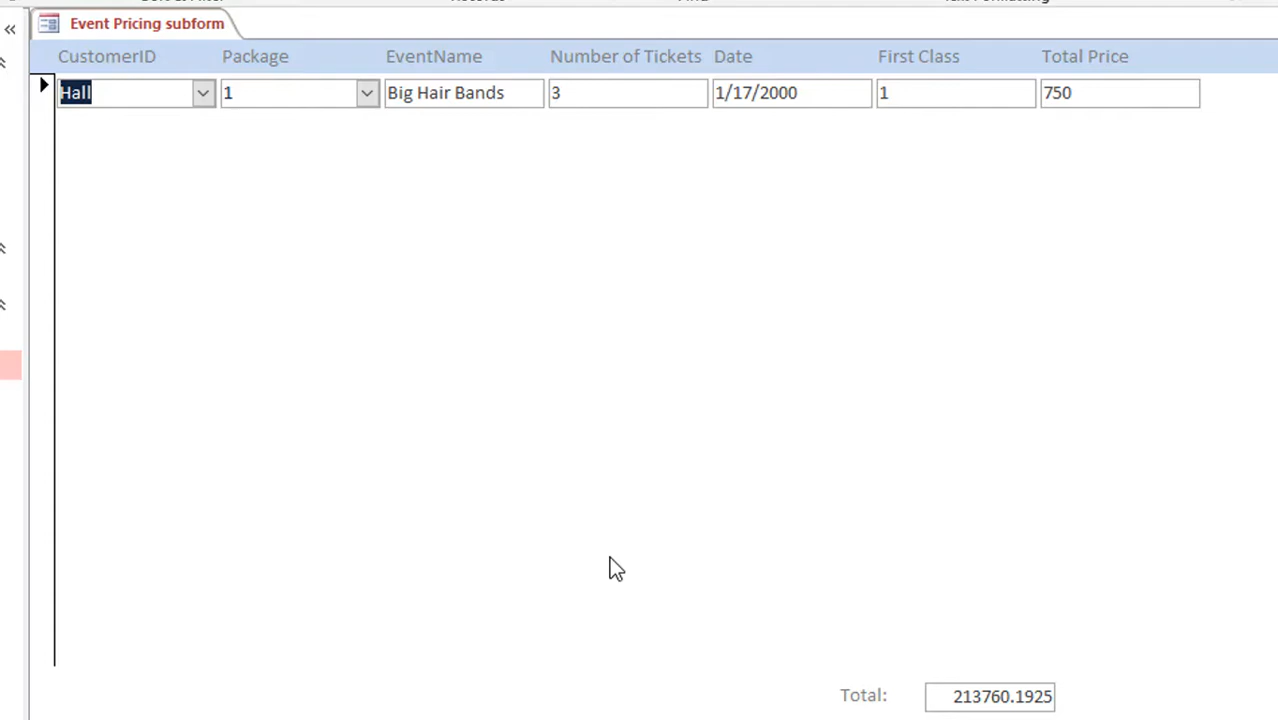 Event Pricing subform
CustomerID Package EventName Number of Tickets Date First Class Total Price
Hall 1 Big Hair Bands 3 1/17/2000 1 750
Total: 213760.1925